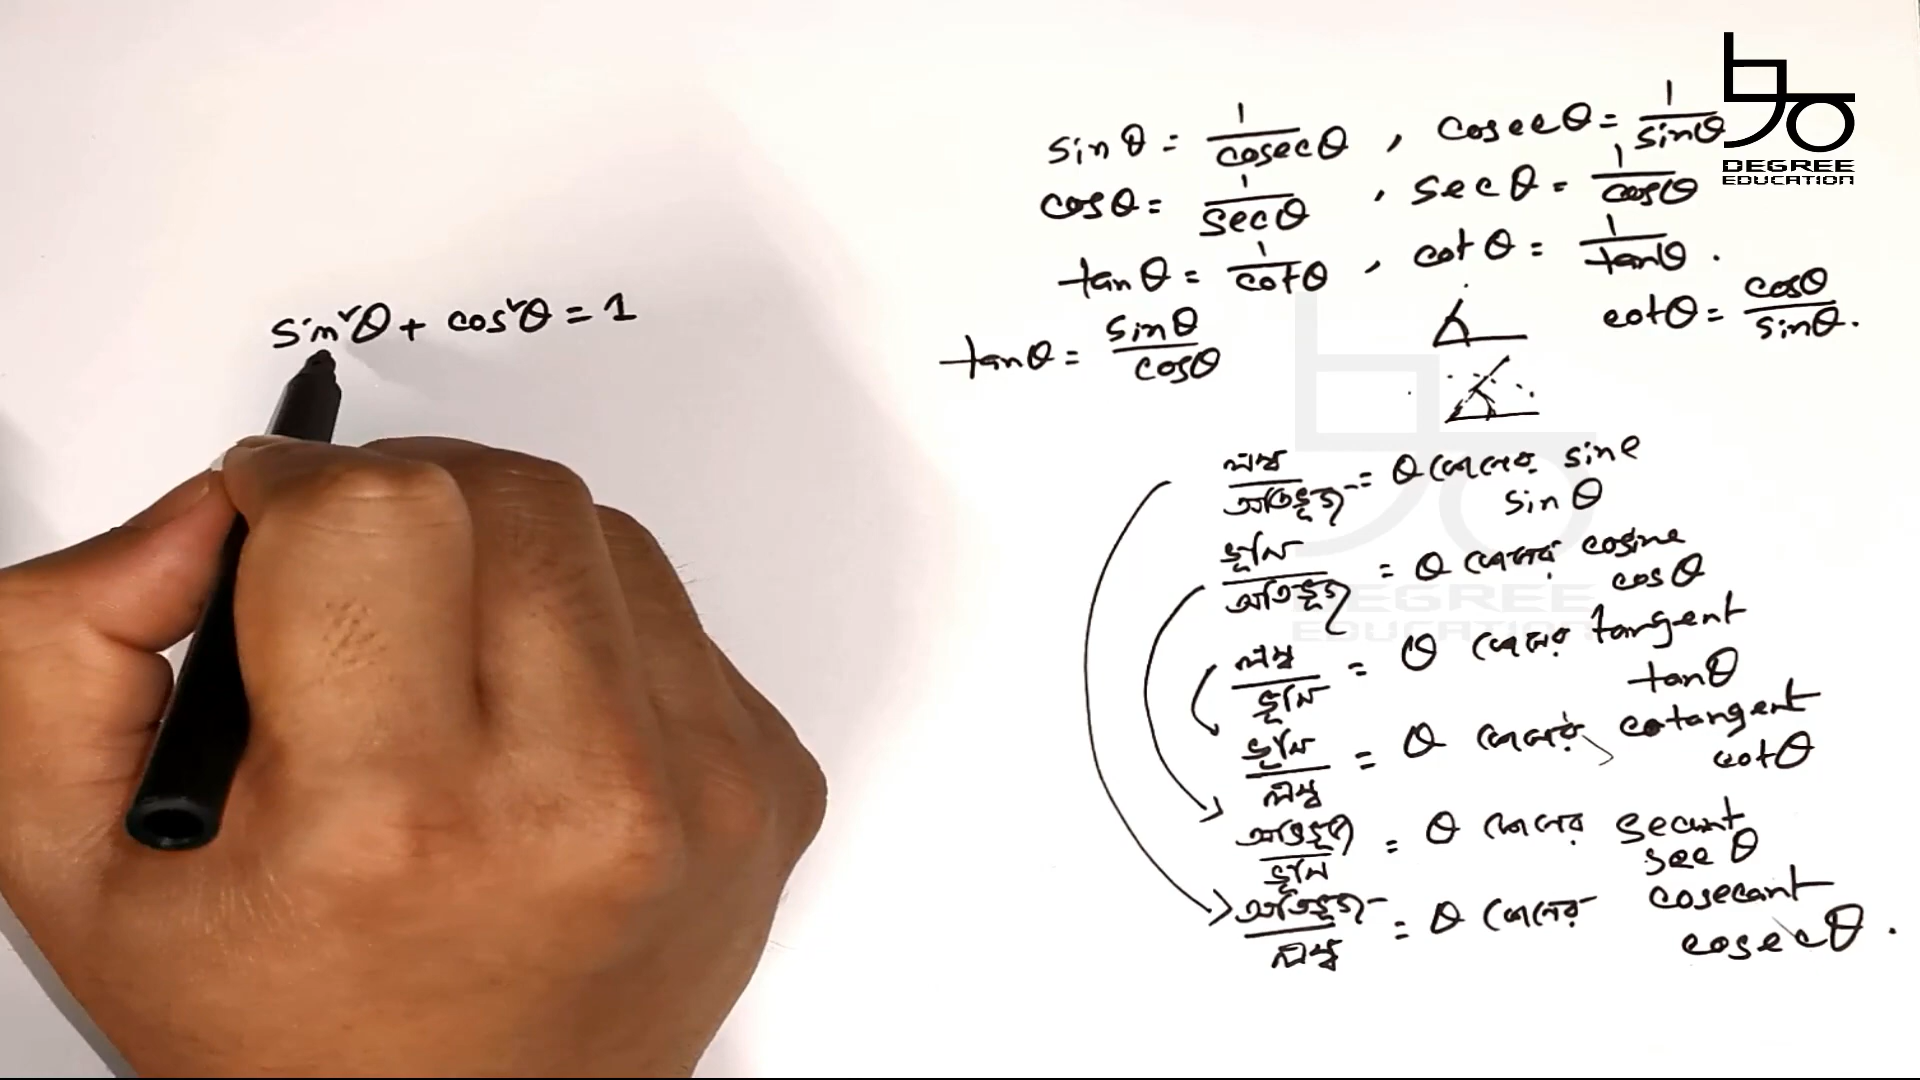 sin²θ + cos²θ = 1
sinθ = 1/cosecθ , cosecθ = 1/sinθ
cosθ = 1/secθ , secθ = 1/cosθ
tanθ = 1/cotθ , cotθ = 1/tanθ .
tanθ = sinθ/cosθ
cotθ = cosθ/sinθ .
লম্ব/অতিভূজ = θ কোণের sine
sinθ
ভূমি/অতিভূজ = θ কোণের cosine
cosθ
লম্ব/ভূমি = θ কোণের tangent
tanθ
ভূমি/লম্ব = θ কোণের cotangent
cotθ
অতিভূজ/ভূমি = θ কোণের secant
secθ
অতিভূজ/লম্ব = θ কোণের cosecant
cosecθ .
DEGREE
EDUCATION
DEGREE
EDUCATION